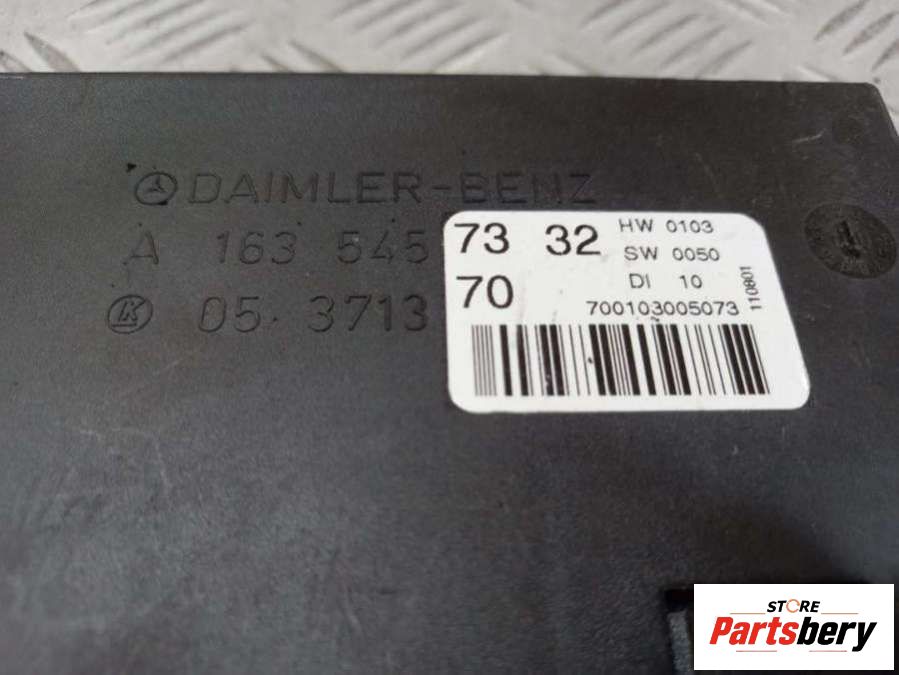 DAIMLER-BENZ
A 163 545 73 32
LK 05.3713 70
HW 0103
SW 0050
DI 10
700103005073
110801
STORE
Partsbery